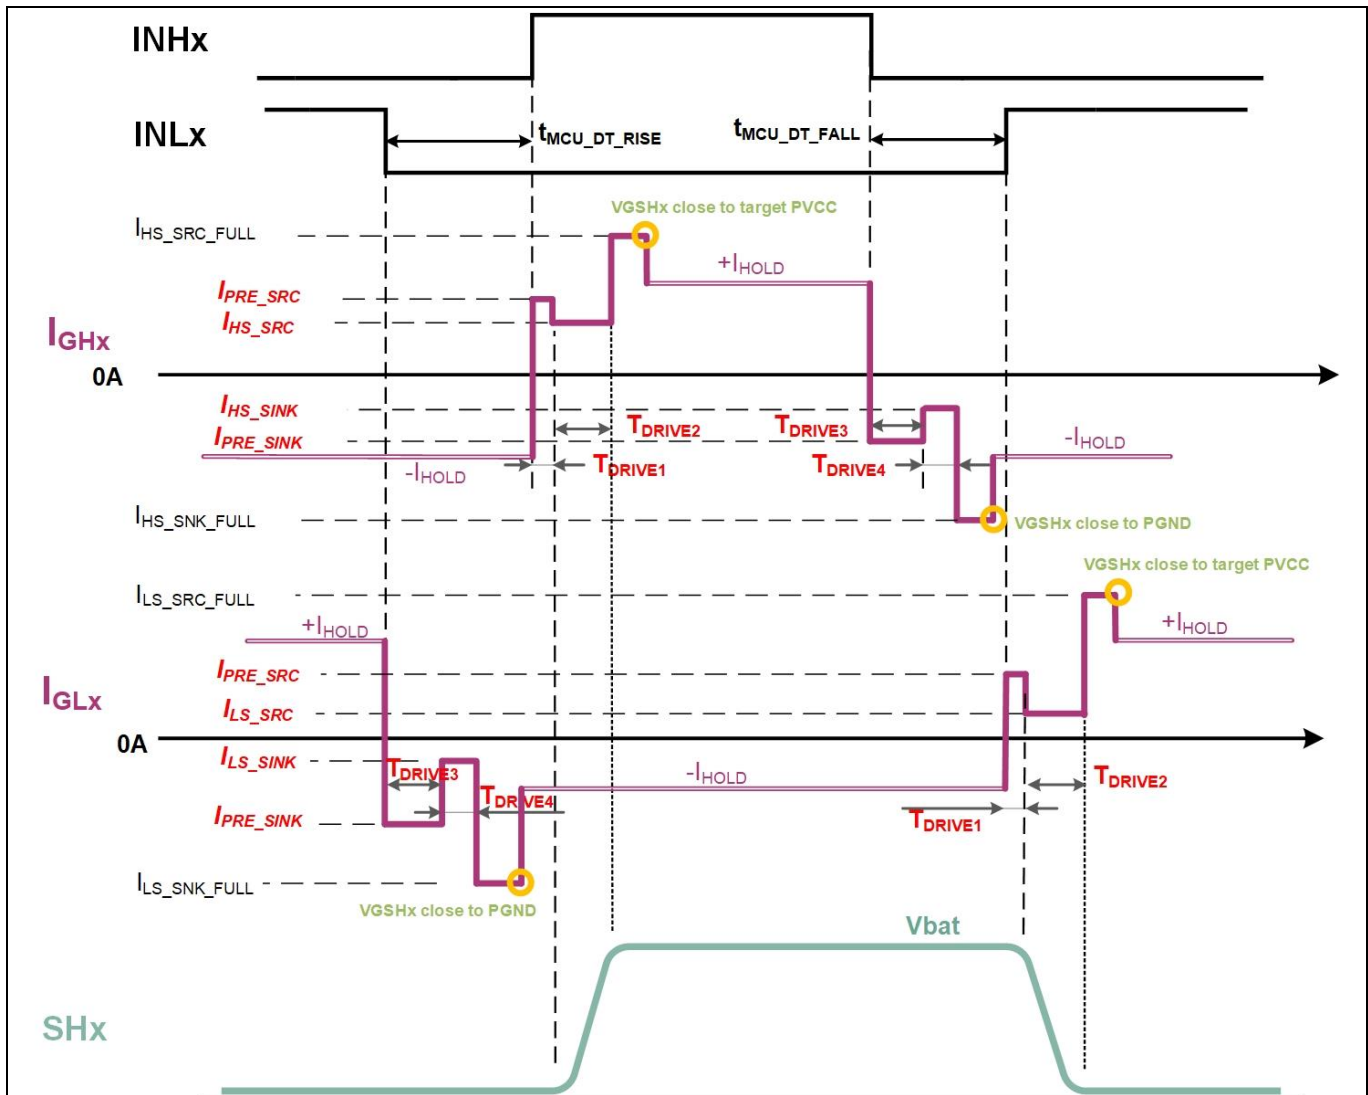 INHx
INLx
tMCU_DT_RISE
tMCU_DT_FALL
VGSHx close to target PVCC
IHS_SRC_FULL
+IHOLD
IPRE_SRC
IHS_SRC
IGHx
0A
IHS_SINK
IPRE_SINK
TDRIVE2
TDRIVE3
-IHOLD
-IHOLD
TDRIVE1
TDRIVE4
IHS_SNK_FULL
VGSHx close to PGND
VGSHx close to target PVCC
ILS_SRC_FULL
+IHOLD
+IHOLD
IPRE_SRC
IGLx
ILS_SRC
0A
ILS_SINK
TDRIVE3
-IHOLD
TDRIVE2
TDRIVE4
IPRE_SINK
TDRIVE1
ILS_SNK_FULL
VGSHx close to PGND
Vbat
SHx